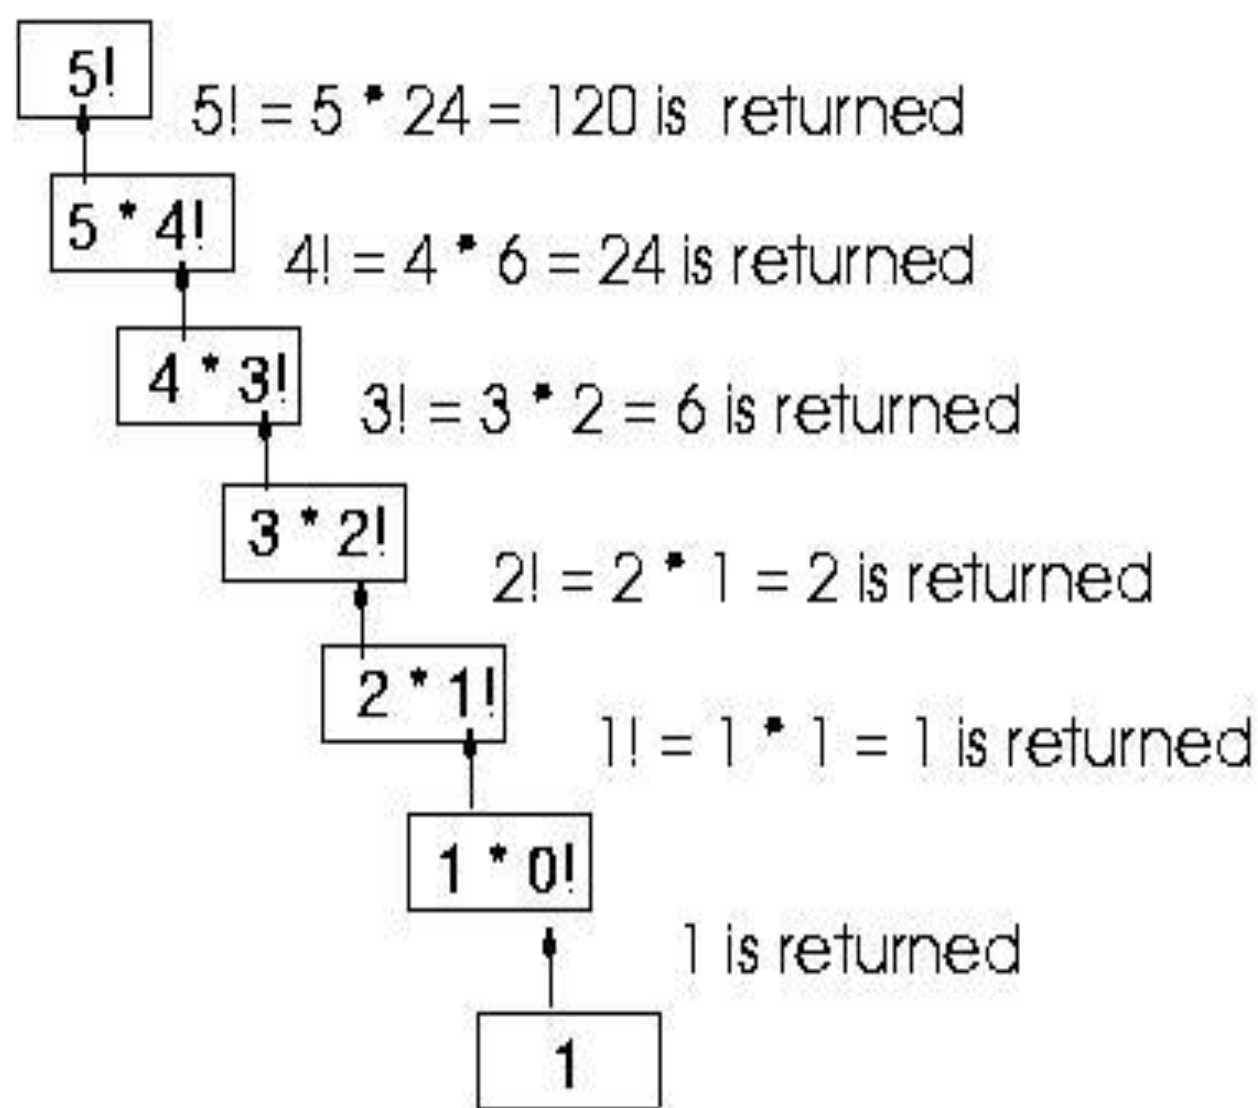 5!
5! = 5 * 24 = 120 is returned
5 * 4!
4! = 4 * 6 = 24 is returned
4 * 3!
3! = 3 * 2 = 6 is returned
3 * 2!
2! = 2 * 1 = 2 is returned
2 * 1!
1! = 1 * 1 = 1 is returned
1 * 0!
1 is returned
1